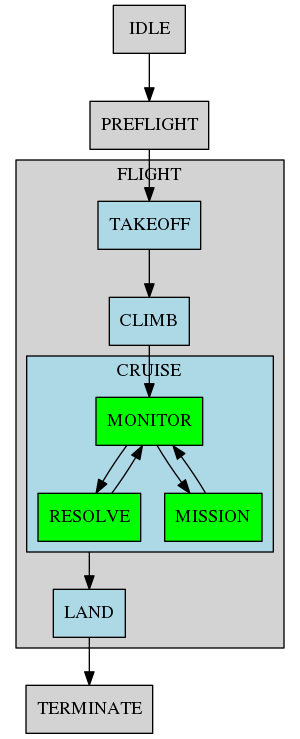 IDLE
PREFLIGHT
FLIGHT
TAKEOFF
CLIMB
CRUISE
MONITOR
RESOLVE
MISSION
LAND
TERMINATE